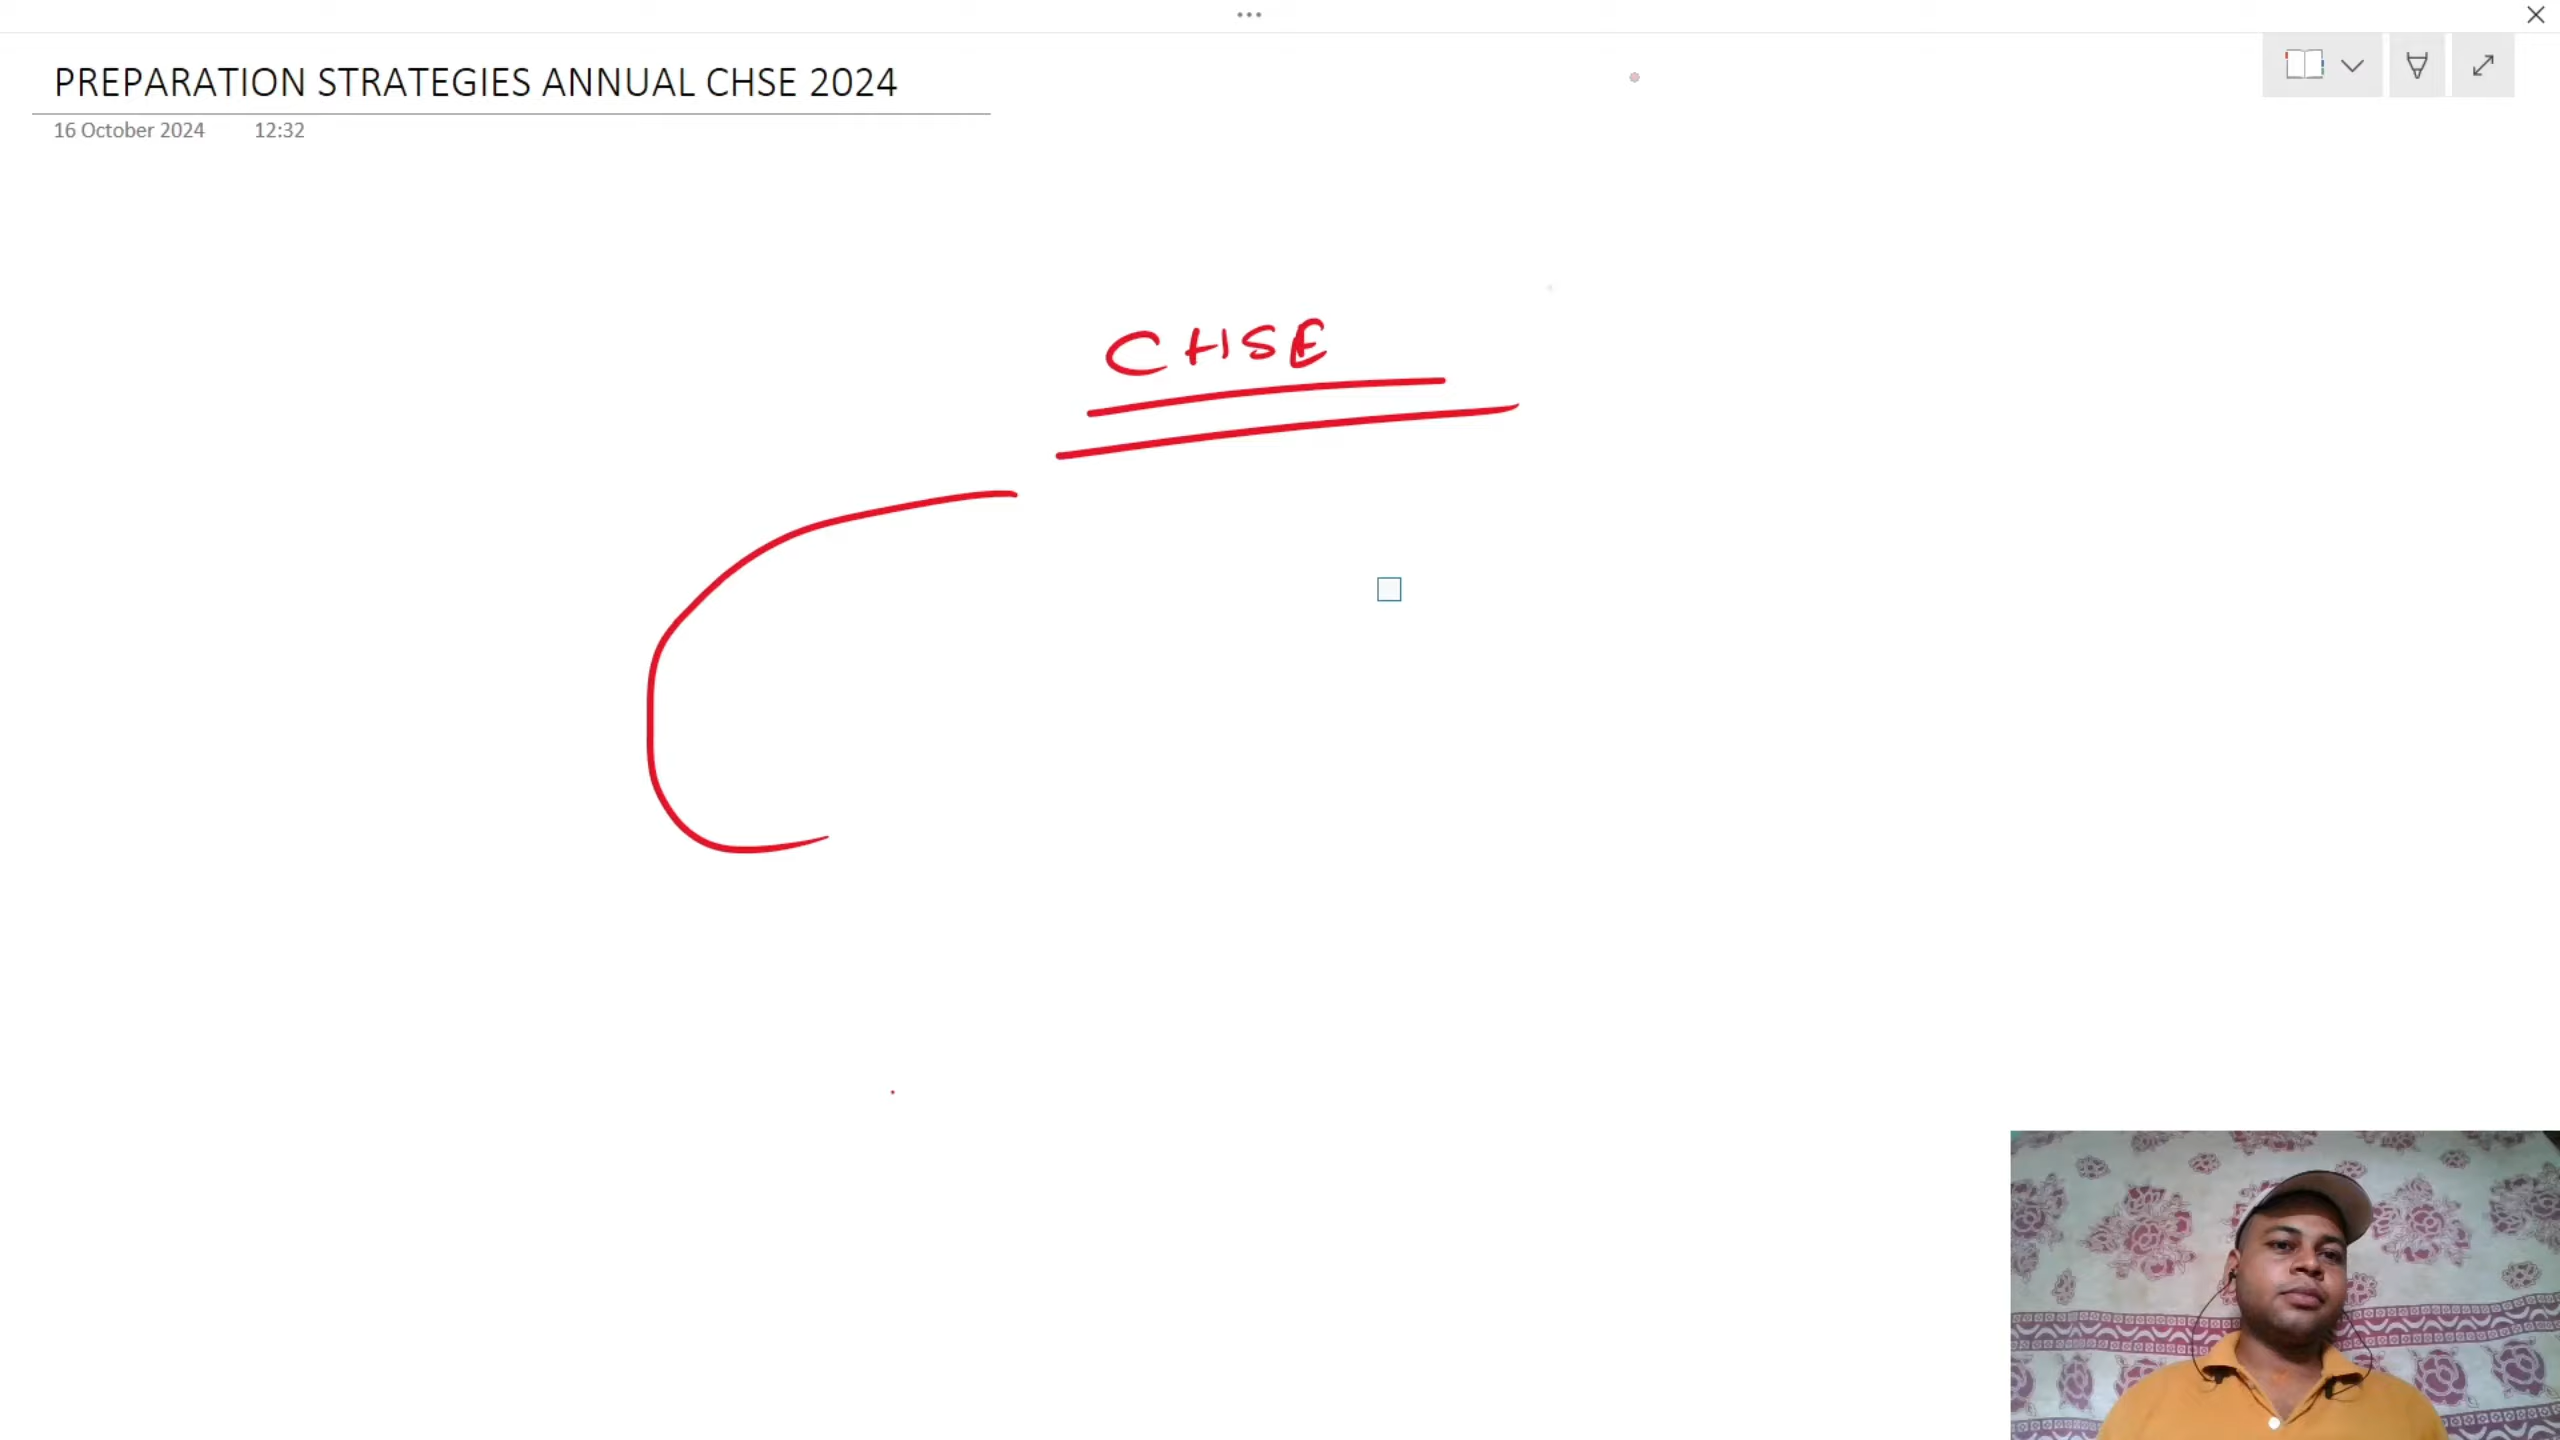 PREPARATION STRATEGIES ANNUAL CHSE 2024
16 October 2024 12:32
CHSE